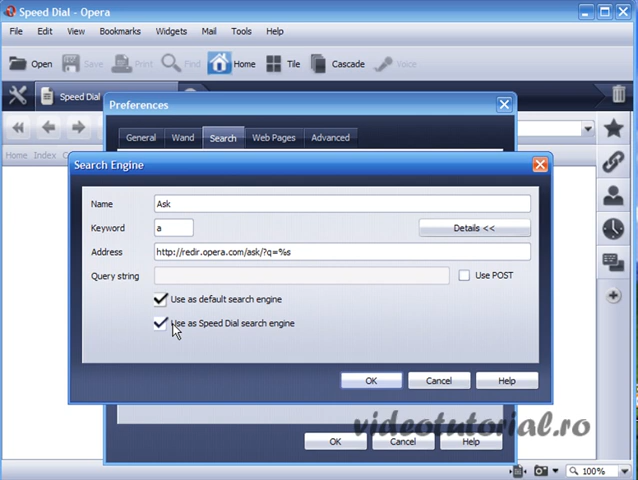 Speed Dial - Opera
File Edit View Bookmarks Widgets Mail Tools Help
Open Save Print Find Home Tile Cascade Voice
Speed Dial
Preferences
General Wand Search Web Pages Advanced
Home Index
Search Engine
Name Ask
Keyword a Details <<
Address http://redir.opera.com/ask/?q=%s
Query string Use POST
Use as default search engine
Use as Speed Dial search engine
OK Cancel Help
videotutorial.ro
OK Cancel Help
100%